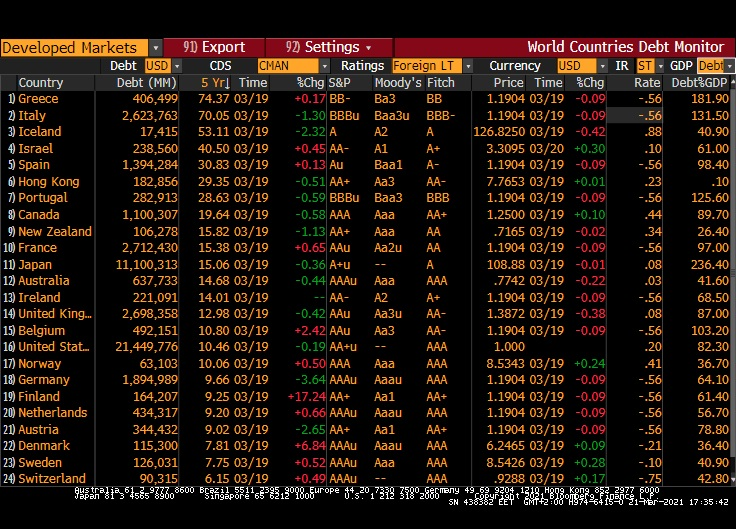 Developed Markets 91) Export 92) Settings World Countries Debt Monitor
Debt USD CDS CMAN Ratings Foreign LT Currency USD IR ST GDP Debt
Country Debt (MM) 5 Yr↓ Time %Chg S&P Moody's Fitch Price Time %Chg Rate Debt%GDP
1) Greece 406,499 74.37 03/19 +0.17 BB- Ba3 BB 1.1904 03/19 -0.09 -.56 181.90
2) Italy 2,623,763 70.05 03/19 -1.30 BBBu Baa3u BBB- 1.1904 03/19 -0.09 -.56 131.50
3) Iceland 17,415 53.11 03/19 -2.32 A A2 A 126.8250 03/19 -0.42 .88 40.90
4) Israel 238,560 40.50 03/19 +0.45 AA- A1 A+ 3.3095 03/20 +0.30 .10 61.00
5) Spain 1,394,284 30.83 03/19 +0.13 Au Baa1 A- 1.1904 03/19 -0.09 -.56 98.40
6) Hong Kong 182,856 29.35 03/19 -0.51 AA+ Aa3 AA- 7.7653 03/19 +0.01 .23 .10
7) Portugal 282,913 28.63 03/19 -0.59 BBBu Baa3 BBB 1.1904 03/19 -0.09 -.56 125.60
8) Canada 1,100,307 19.64 03/19 -0.58 AAA Aaa AA+ 1.2500 03/19 +0.10 .44 89.70
9) New Zealand 106,278 15.82 03/19 -1.13 AA+ Aaa AA .7165 03/19 -0.02 .34 26.40
10) France 2,712,430 15.38 03/19 +0.65 AAu Aa2u AA 1.1904 03/19 -0.09 -.56 97.00
11) Japan 11,100,313 15.06 03/19 -0.36 A+u -- A 108.88 03/19 -0.01 .08 236.40
12) Australia 637,733 14.68 03/19 -0.44 AAAu Aaa AAA .7742 03/19 -0.22 .03 41.60
13) Ireland 221,091 14.01 03/19 -- AA- A2 A+ 1.1904 03/19 -0.09 -.56 68.50
14) United King... 2,698,358 12.98 03/19 -0.42 AAu Aa3u AA- 1.3872 03/19 -0.38 .08 87.00
15) Belgium 492,151 10.80 03/19 +2.42 AAu Aa3 AA- 1.1904 03/19 -0.09 -.56 103.20
16) United Stat... 21,449,776 10.46 03/19 -0.19 AA+u -- AAA 1.000 .20 82.30
17) Norway 63,103 10.06 03/19 +0.50 AAA Aaa AAA 8.5343 03/19 +0.24 .41 36.70
18) Germany 1,894,989 9.66 03/19 -3.64 AAAu Aaau AAA 1.1904 03/19 -0.09 -.56 64.10
19) Finland 164,207 9.25 03/19 +17.24 AA+ Aa1 AA+ 1.1904 03/19 -0.09 -.56 61.40
20) Netherlands 434,317 9.20 03/19 +0.66 AAAu Aaau AAA 1.1904 03/19 -0.09 -.56 56.70
21) Austria 344,432 9.02 03/19 -2.65 AA+ Aa1 AA+ 1.1904 03/19 -0.09 -.56 78.80
22) Denmark 115,300 7.81 03/19 +6.84 AAAu Aaa AAA 6.2465 03/19 +0.09 -.21 36.40
23) Sweden 126,031 7.75 03/19 +0.52 AAAu Aaa AAA 8.5426 03/19 +0.28 -.10 40.90
24) Switzerland 90,315 6.15 03/19 +0.49 AAAu Aaa AAA .9288 03/19 +0.17 -.75 42.80
Australia 61 2 9777 8600 Brazil 5511 2395 9000 Europe 44 20 7330 7500 Germany 49 69 9204 1210 Hong Kong 852 2977 6000
Japan 81 3 4565 8900 Singapore 65 6212 1000 U.S. 1 212 318 2000 Copyright 2021 Bloomberg Finance L.P.
SN 438382 EET GMT+2:00 H974-6416-0 21-Mar-2021 17:35:42